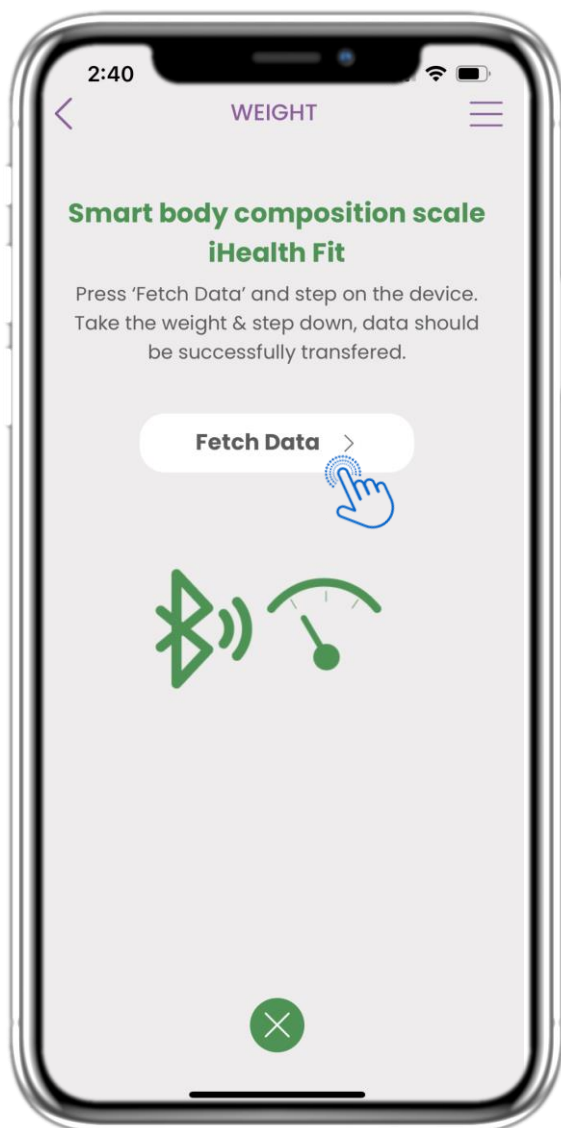 2:40
WEIGHT
Smart body composition scale
iHealth Fit
Press ‘Fetch Data’ and step on the device.
Take the weight & step down, data should
be successfully transfered.
Fetch Data